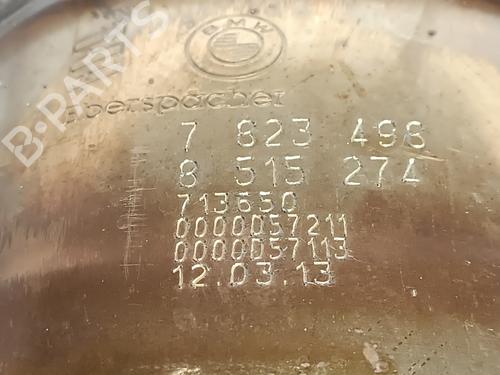 BMW
Eberspächer
7 823 498
8 515 274
713650
0000057211
0000057113
12.03.13
B-PARTS